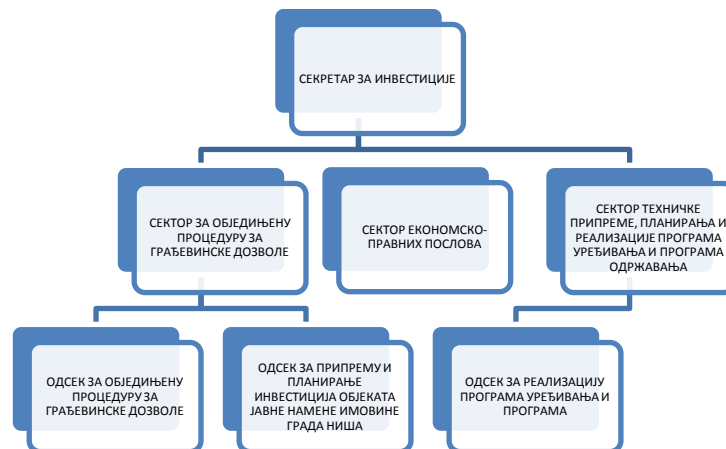 СЕКРЕТАР ЗА ИНВЕСТИЦИЈЕ
СЕКТОР ЗА ОБЈЕДИЊЕНУ
ПРОЦЕДУРУ ЗА
ГРАЂЕВИНСКЕ ДОЗВОЛЕ
СЕКТОР ЕКОНОМСКО-
ПРАВНИХ ПОСЛОВА
СЕКТОР ТЕХНИЧКЕ
ПРИПРЕМЕ, ПЛАНИРАЊА И
РЕАЛИЗАЦИЈЕ ПРОГРАМА
УРЕЂИВАЊА И ПРОГРАМА
ОДРЖАВАЊА
ОДСЕК ЗА ОБЈЕДИЊЕНУ
ПРОЦЕДУРУ ЗА
ГРАЂЕВИНСКЕ ДОЗВОЛЕ
ОДСЕК ЗА ПРИПРЕМУ И
ПЛАНИРАЊЕ
ИНВЕСТИЦИЈА ОБЈЕКАТА
ЈАВНЕ НАМЕНЕ ИМОВИНЕ
ГРАДА НИША
ОДСЕК ЗА РЕАЛИЗАЦИЈУ
ПРОГРАМА УРЕЂИВАЊА И
ПРОГРАМА